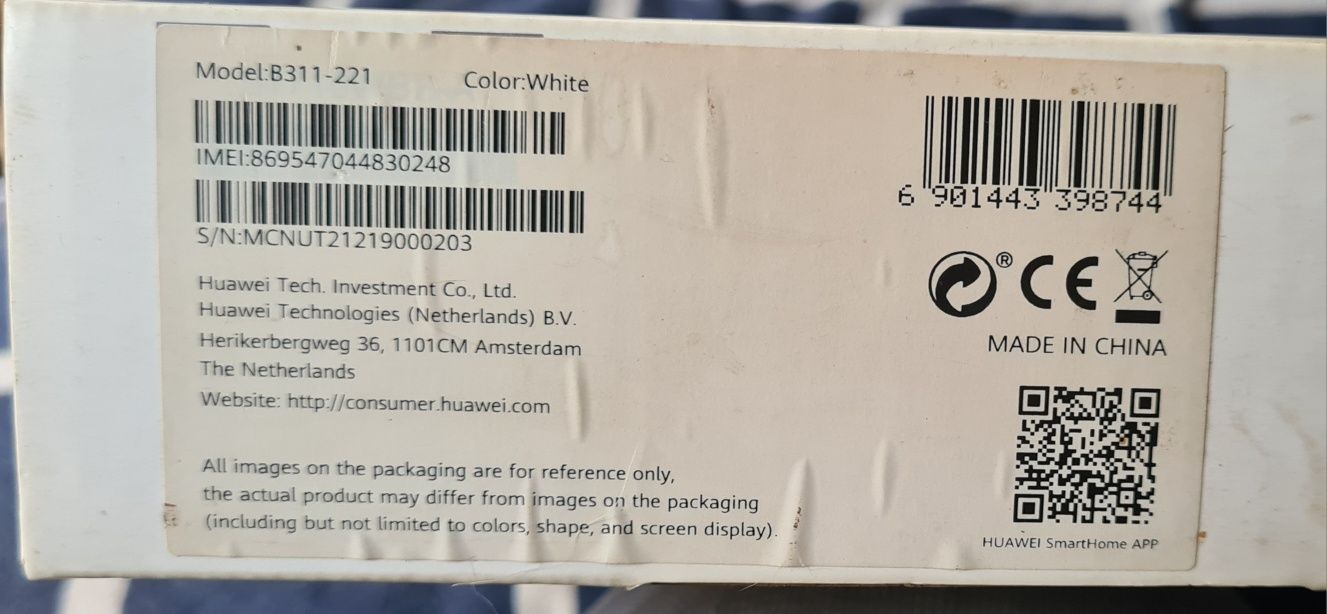 Model:B311-221 Color:White
IMEI:869547044830248
S/N:MCNUT21219000203
Huawei Tech. Investment Co., Ltd.
Huawei Technologies (Netherlands) B.V.
Herikerbergweg 36, 1101CM Amsterdam
The Netherlands
Website: http://consumer.huawei.com
All images on the packaging are for reference only,
the actual product may differ from images on the packaging
(including but not limited to colors, shape, and screen display).
6 901443 398744
® CE
MADE IN CHINA
HUAWEI SmartHome APP